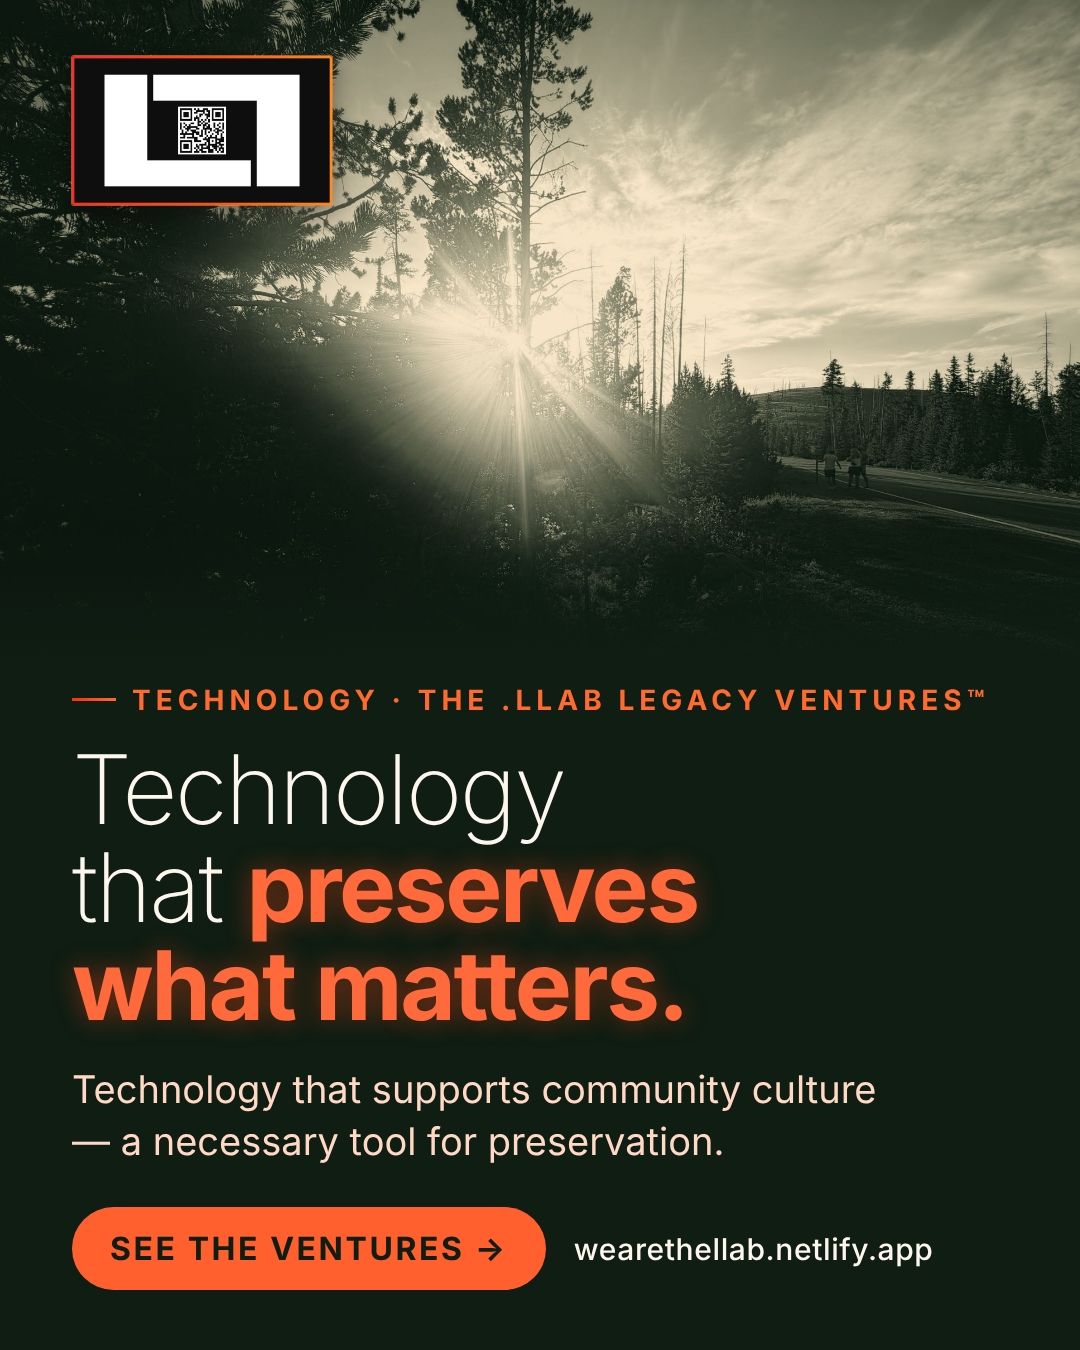 TECHNOLOGY · THE .LLAB LEGACY VENTURES™
Technology
that preserves
what matters.
Technology that supports community culture
— a necessary tool for preservation.
SEE THE VENTURES →
wearethellab.netlify.app